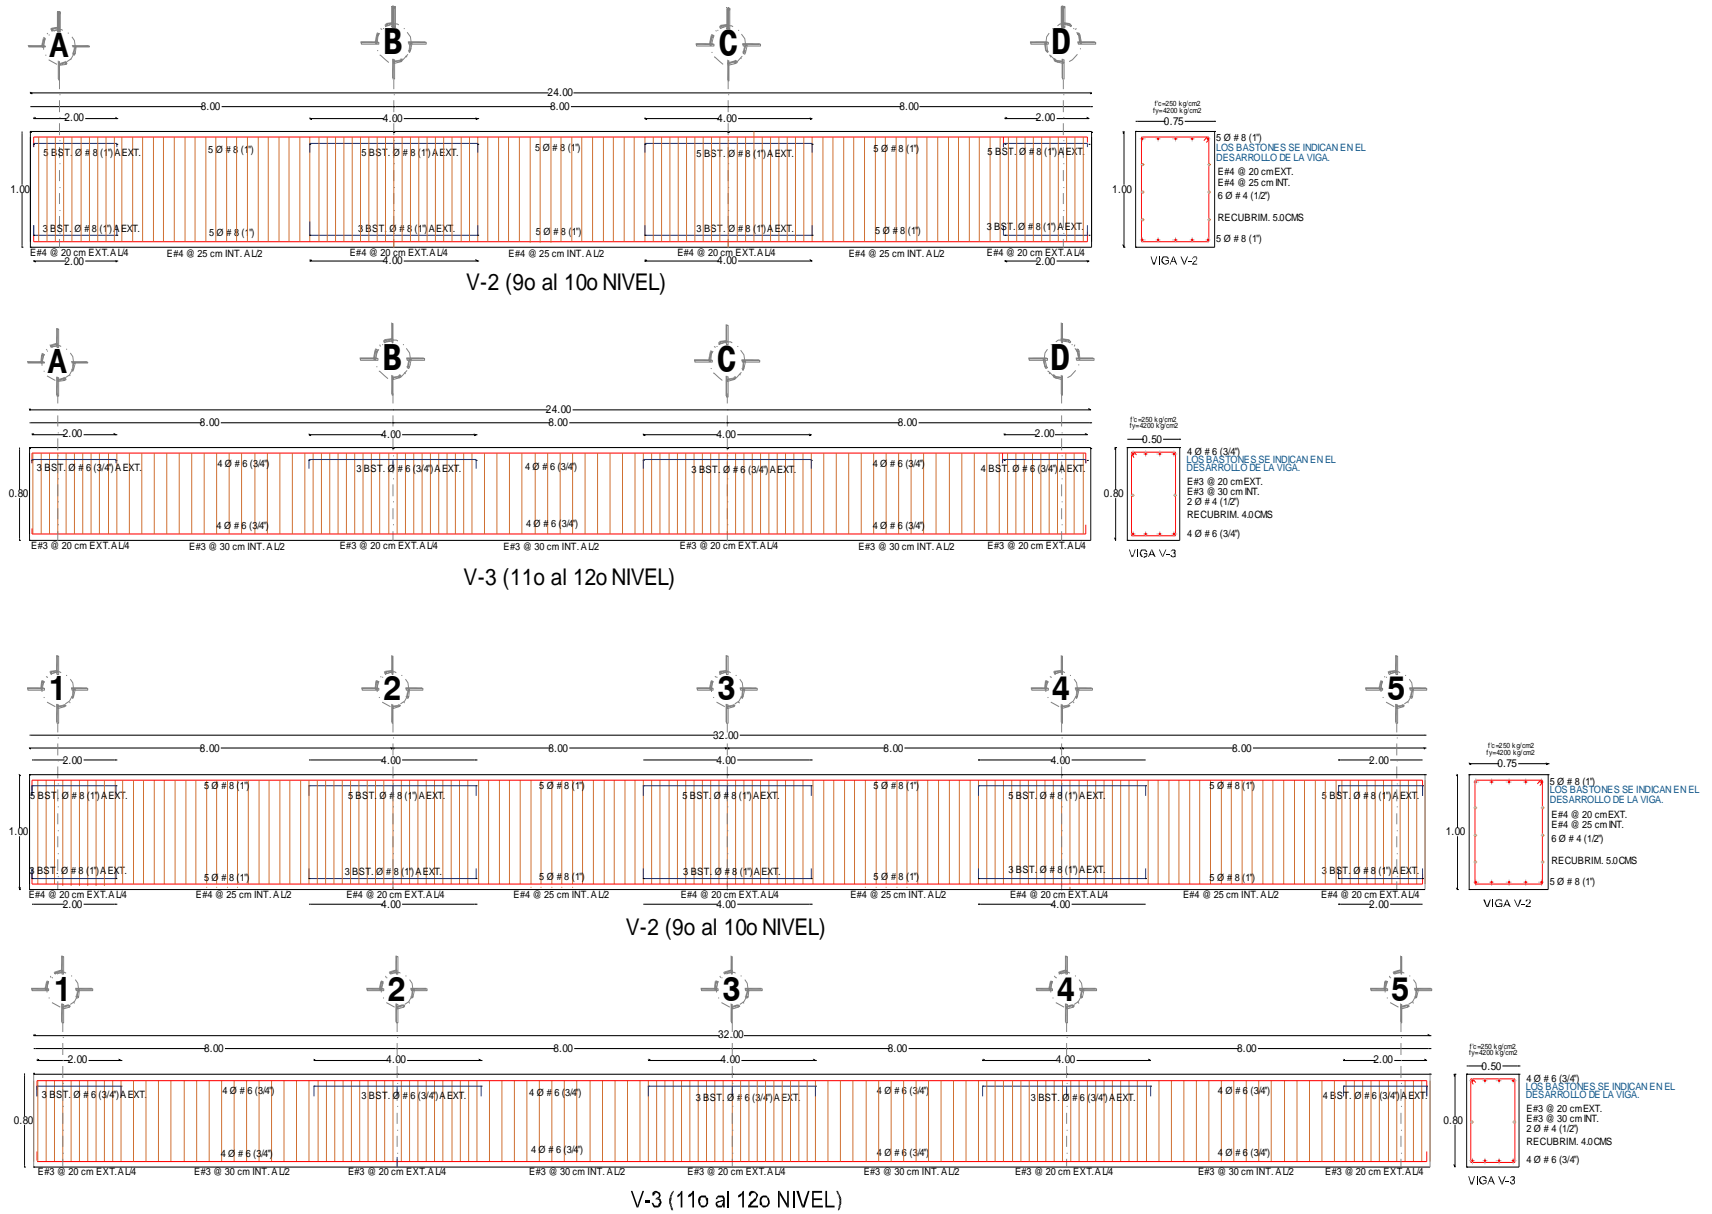 A B C D
24.00
8.00 8.00 8.00
2.00 4.00 4.00 2.00
5 BST. Ø # 8 (1")A EXT. 5 Ø # 8 (1") 5 BST. Ø # 8 (1")A EXT. 5 Ø # 8 (1") 5 BST. Ø # 8 (1")A EXT. 5 Ø # 8 (1") 5 BST. Ø # 8 (1")A EXT.
1.00
3 BST. Ø # 8 (1")A EXT. 5 Ø # 8 (1") 3 BST. Ø # 8 (1")A EXT. 5 Ø # 8 (1") 3 BST. Ø # 8 (1")A EXT. 5 Ø # 8 (1") 3 BST. Ø # 8 (1")A EXT.
E#4 @ 20 cm EXT. A L/4 E#4 @ 25 cm INT. A L/2 E#4 @ 20 cm EXT. A L/4 E#4 @ 25 cm INT. A L/2 E#4 @ 20 cm EXT. A L/4 E#4 @ 25 cm INT. A L/2 E#4 @ 20 cm EXT. A L/4
2.00 4.00 4.00 2.00
V-2 (9o al 10o NIVEL)
f'c=250 kg/cm2
fy=4200 kg/cm2
0.75
1.00
5 Ø # 8 (1")
LOS BASTONES SE INDICAN EN EL
DESARROLLO DE LA VIGA.
E#4 @ 20 cm EXT.
E#4 @ 25 cm INT.
6 Ø # 4 (1/2")
RECUBRIM. 5.0CMS
5 Ø # 8 (1")
VIGA V-2
A B C D
24.00
8.00 8.00 8.00
2.00 4.00 4.00 2.00
3 BST. Ø # 6 (3/4")A EXT. 4 Ø # 6 (3/4") 3 BST. Ø # 6 (3/4")A EXT. 4 Ø # 6 (3/4") 3 BST. Ø # 6 (3/4")A EXT. 4 Ø # 6 (3/4") 4 BST. Ø # 6 (3/4")A EXT.
0.80
4 Ø # 6 (3/4") 4 Ø # 6 (3/4") 4 Ø # 6 (3/4")
E#3 @ 20 cm EXT. A L/4 E#3 @ 30 cm INT. A L/2 E#3 @ 20 cm EXT. A L/4 E#3 @ 30 cm INT. A L/2 E#3 @ 20 cm EXT. A L/4 E#3 @ 30 cm INT. A L/2 E#3 @ 20 cm EXT. A L/4
V-3 (11o al 12o NIVEL)
f'c=250 kg/cm2
fy=4200 kg/cm2
0.50
0.80
4 Ø # 6 (3/4")
LOS BASTONES SE INDICAN EN EL
DESARROLLO DE LA VIGA.
E#3 @ 20 cm EXT.
E#3 @ 30 cm INT.
2 Ø # 4 (1/2")
RECUBRIM. 4.0CMS
4 Ø # 6 (3/4")
VIGA V-3
1 2 3 4 5
32.00
8.00 8.00 8.00 8.00
2.00 4.00 4.00 4.00 2.00
5 BST. Ø # 8 (1")A EXT. 5 Ø # 8 (1") 5 BST. Ø # 8 (1")A EXT. 5 Ø # 8 (1") 5 BST. Ø # 8 (1")A EXT. 5 Ø # 8 (1") 5 BST. Ø # 8 (1")A EXT. 5 Ø # 8 (1") 5 BST. Ø # 8 (1")A EXT.
1.00
3 BST. Ø # 8 (1")A EXT. 5 Ø # 8 (1") 3 BST. Ø # 8 (1")A EXT. 5 Ø # 8 (1") 3 BST. Ø # 8 (1")A EXT. 5 Ø # 8 (1") 3 BST. Ø # 8 (1")A EXT. 5 Ø # 8 (1") 3 BST. Ø # 8 (1")A EXT.
E#4 @ 20 cm EXT. A L/4 E#4 @ 25 cm INT. A L/2 E#4 @ 20 cm EXT. A L/4 E#4 @ 25 cm INT. A L/2 E#4 @ 20 cm EXT. A L/4 E#4 @ 25 cm INT. A L/2 E#4 @ 20 cm EXT. A L/4 E#4 @ 25 cm INT. A L/2 E#4 @ 20 cm EXT. A L/4
2.00 4.00 4.00 4.00 2.00
V-2 (9o al 10o NIVEL)
f'c=250 kg/cm2
fy=4200 kg/cm2
0.75
1.00
5 Ø # 8 (1")
LOS BASTONES SE INDICAN EN EL
DESARROLLO DE LA VIGA.
E#4 @ 20 cm EXT.
E#4 @ 25 cm INT.
6 Ø # 4 (1/2")
RECUBRIM. 5.0CMS
5 Ø # 8 (1")
VIGA V-2
1 2 3 4 5
32.00
8.00 8.00 8.00 8.00
2.00 4.00 4.00 4.00 2.00
3 BST. Ø # 6 (3/4")A EXT. 4 Ø # 6 (3/4") 3 BST. Ø # 6 (3/4")A EXT. 4 Ø # 6 (3/4") 3 BST. Ø # 6 (3/4")A EXT. 4 Ø # 6 (3/4") 3 BST. Ø # 6 (3/4")A EXT. 4 Ø # 6 (3/4") 4 BST. Ø # 6 (3/4")A EXT.
0.80
4 Ø # 6 (3/4") 4 Ø # 6 (3/4") 4 Ø # 6 (3/4") 4 Ø # 6 (3/4")
E#3 @ 20 cm EXT. A L/4 E#3 @ 30 cm INT. A L/2 E#3 @ 20 cm EXT. A L/4 E#3 @ 30 cm INT. A L/2 E#3 @ 20 cm EXT. A L/4 E#3 @ 30 cm INT. A L/2 E#3 @ 20 cm EXT. A L/4 E#3 @ 30 cm INT. A L/2 E#3 @ 20 cm EXT. A L/4
V-3 (11o al 12o NIVEL)
f'c=250 kg/cm2
fy=4200 kg/cm2
0.50
0.80
4 Ø # 6 (3/4")
LOS BASTONES SE INDICAN EN EL
DESARROLLO DE LA VIGA.
E#3 @ 20 cm EXT.
E#3 @ 30 cm INT.
2 Ø # 4 (1/2")
RECUBRIM. 4.0CMS
4 Ø # 6 (3/4")
VIGA V-3